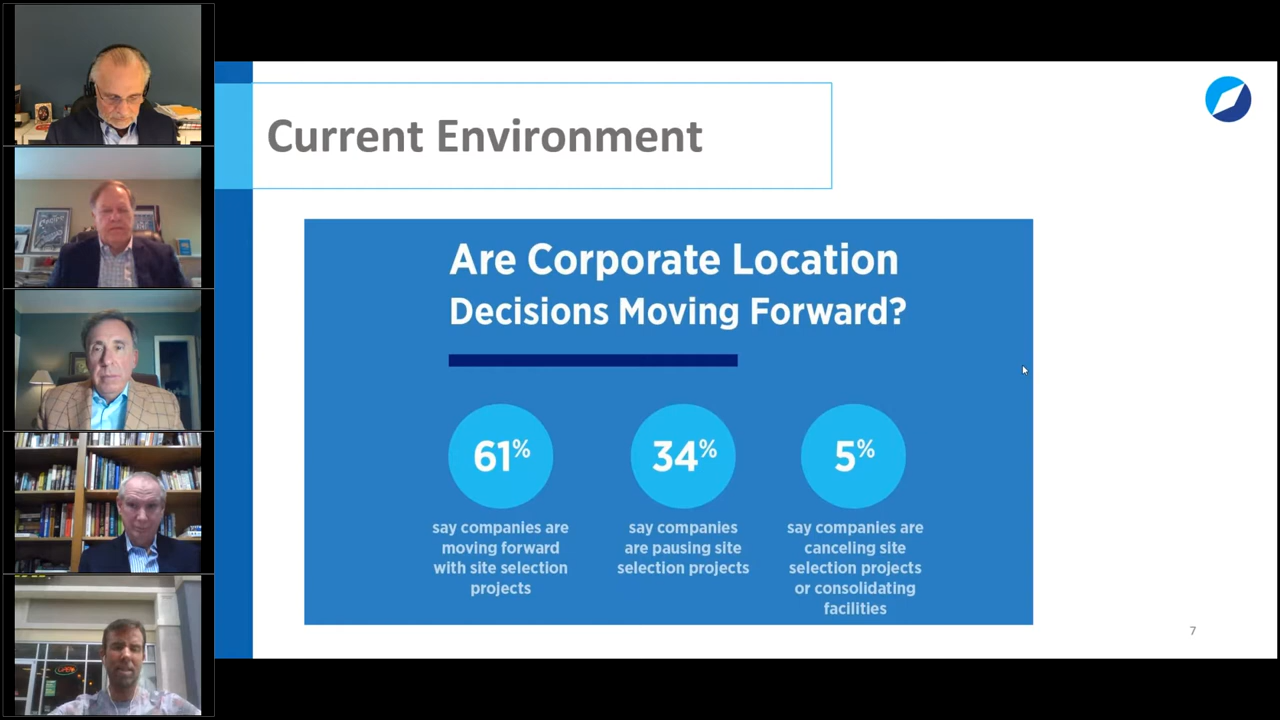 Current Environment
Are Corporate Location
Decisions Moving Forward?
61%
say companies are
moving forward
with site selection
projects
34%
say companies
are pausing site
selection projects
5%
say companies are
canceling site
selection projects
or consolidating
facilities
7